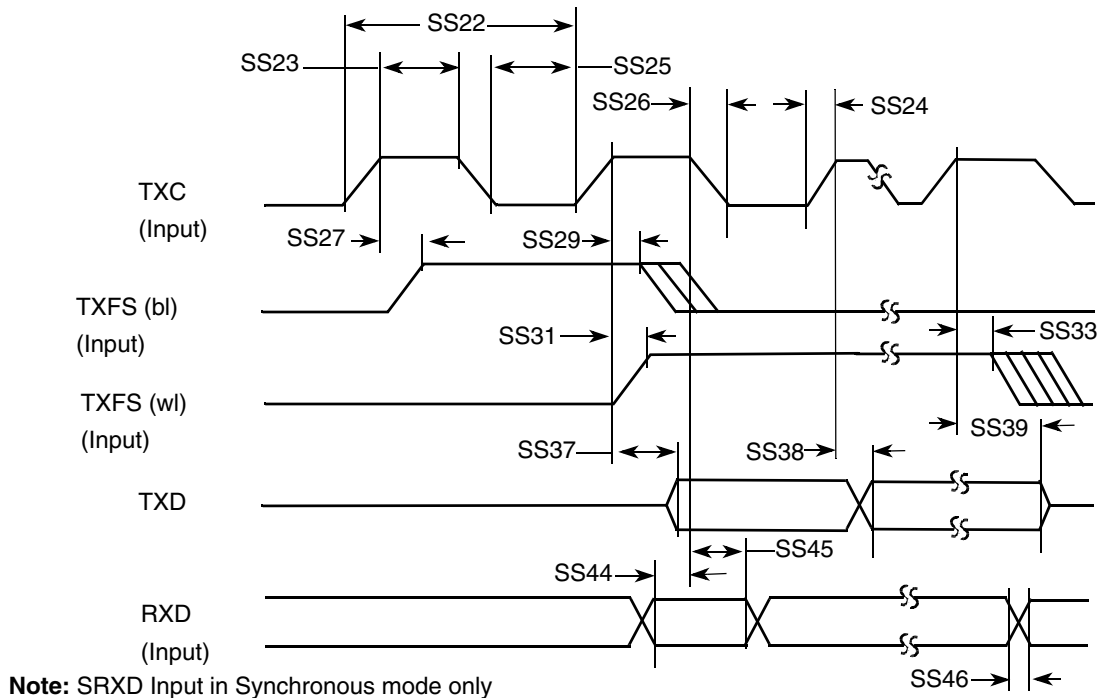 SS22
SS23
SS25
SS26
SS24
TXC
(Input)
SS27
SS29
TXFS (bl)
(Input)
SS31
SS33
TXFS (wl)
(Input)
SS39
SS37
SS38
TXD
SS45
SS44
RXD
(Input)
SS46
Note: SRXD Input in Synchronous mode only